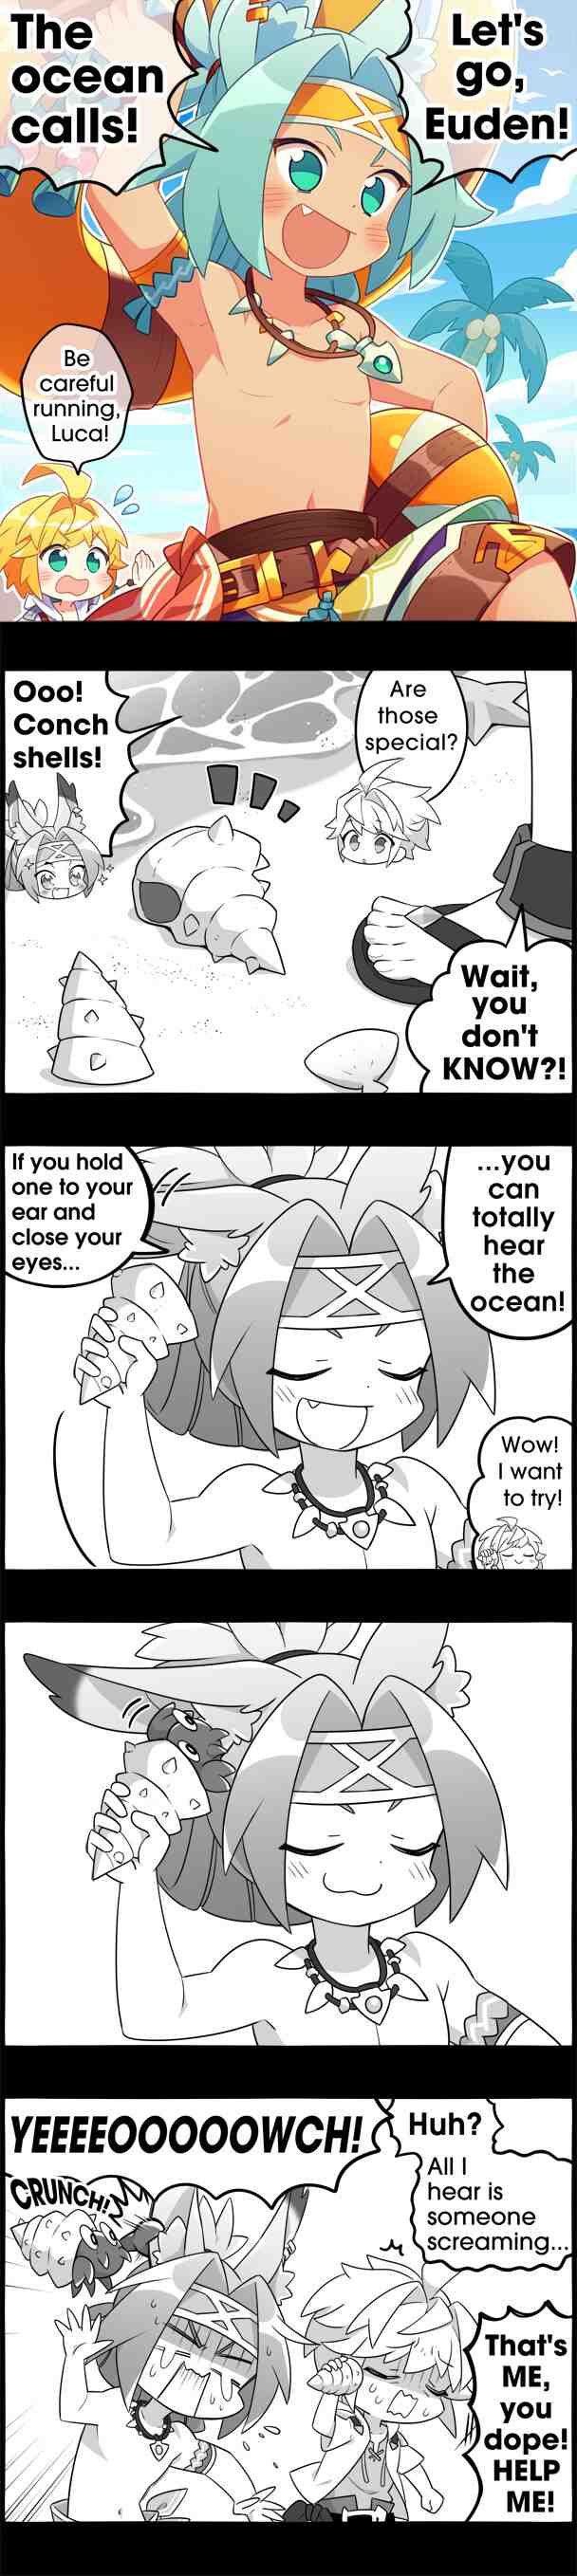 The
ocean
calls!
Let's
go,
Euden!
Be
careful
running,
Luca!
Ooo!
Conch
shells!
Are
those
special?
Wait,
you
don't
KNOW?!
If you hold
one to your
ear and
close your
eyes...
...you
can
totally
hear
the
ocean!
Wow!
I want
to try!
YEEEEOOOOOWCH!
Huh?
All I
hear is
someone
screaming...
CRUNCH!
That's
ME,
you
dope!
HELP
ME!